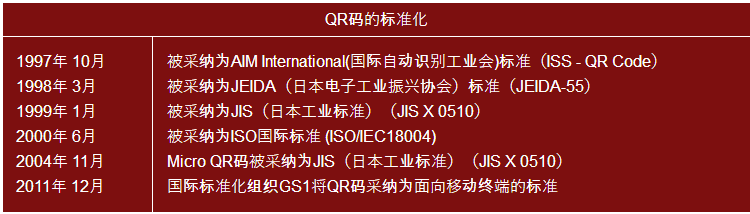 QR码的标准化
1997年 10月 被采纳为AIM International(国际自动识别工业会)标准（ISS - QR Code）
1998年 3月 被采纳为JEIDA（日本电子工业振兴协会）标准（JEIDA-55）
1999年 1月 被采纳为JIS（日本工业标准）（JIS X 0510）
2000年 6月 被采纳为ISO国际标准 (ISO/IEC18004)
2004年 11月 Micro QR码被采纳为JIS（日本工业标准）（JIS X 0510）
2011年 12月 国际标准化组织GS1将QR码采纳为面向移动终端的标准